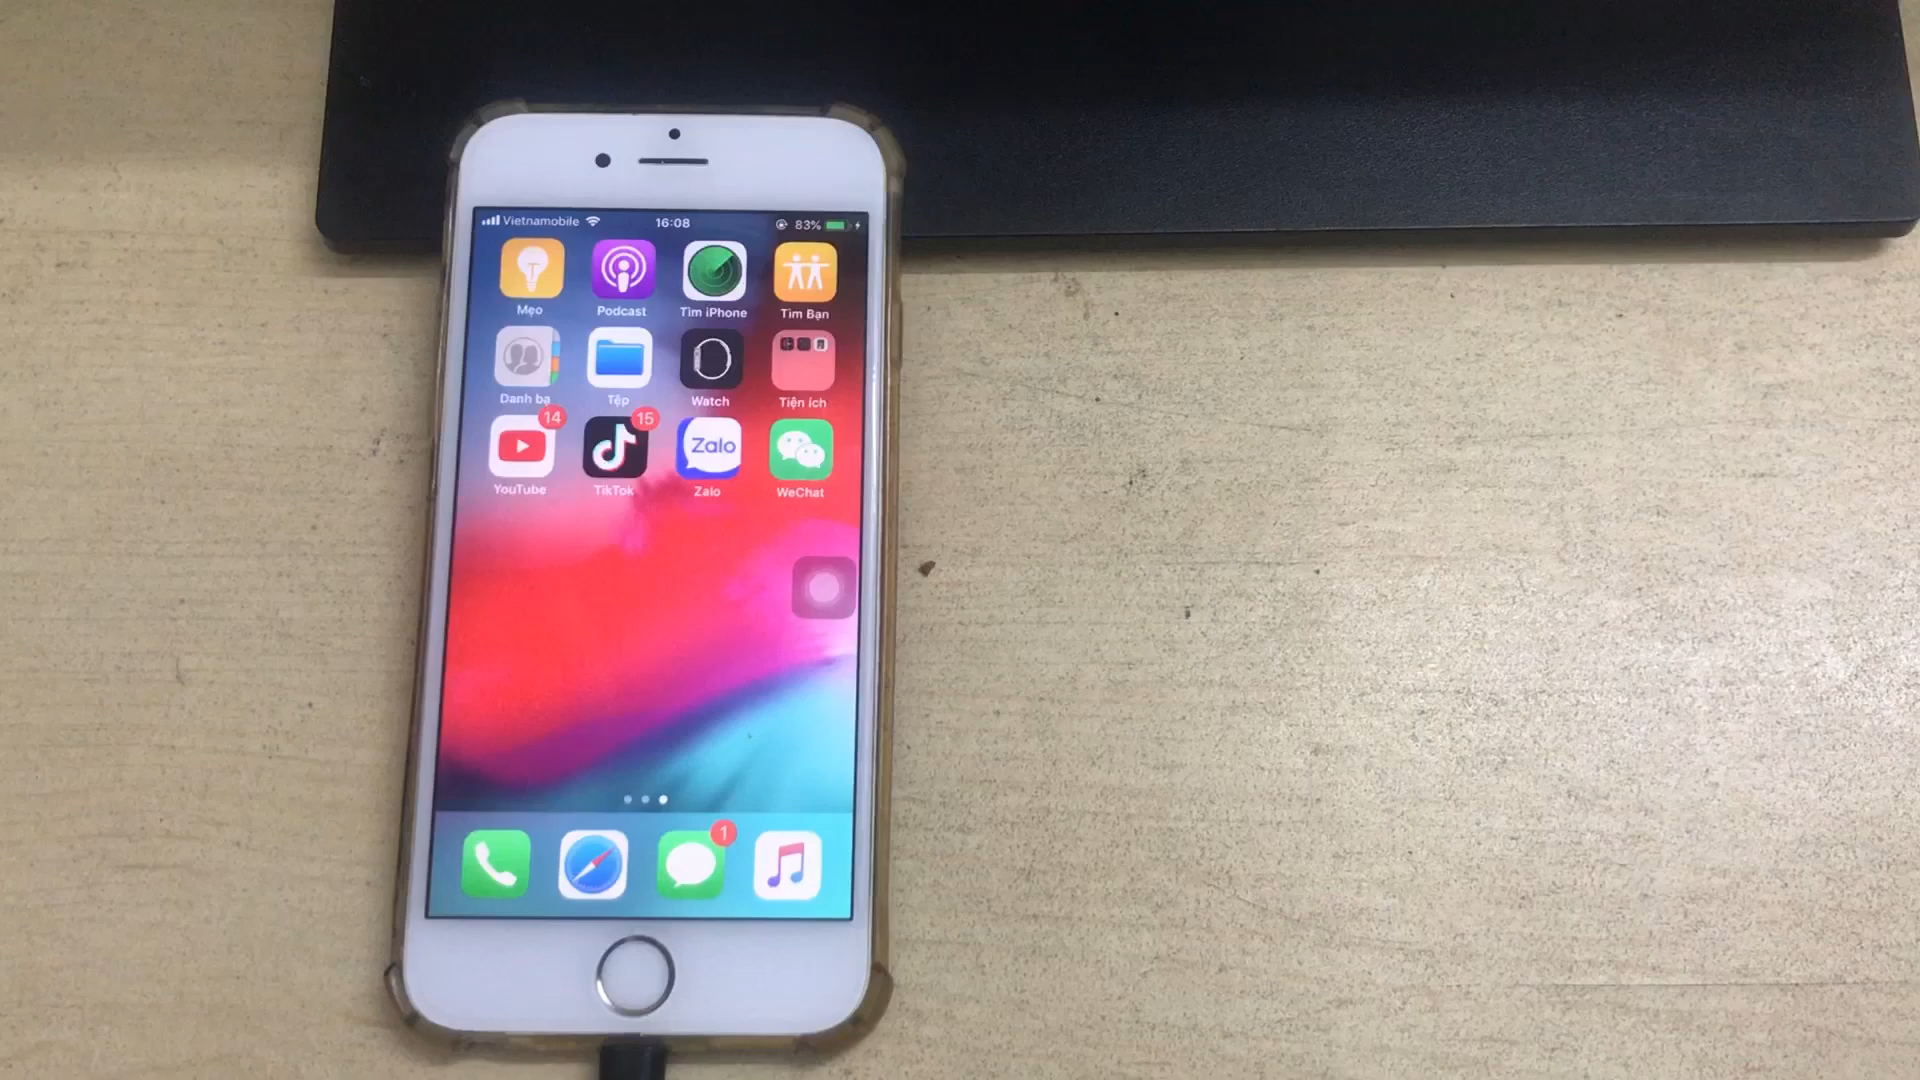 Vietnamobile 16:08 83%
Mẹo Podcast Tìm iPhone Tìm Bạn
Danh bạ Tệp Watch Tiện ích
14 15
Zalo
YouTube TikTok Zalo WeChat
1